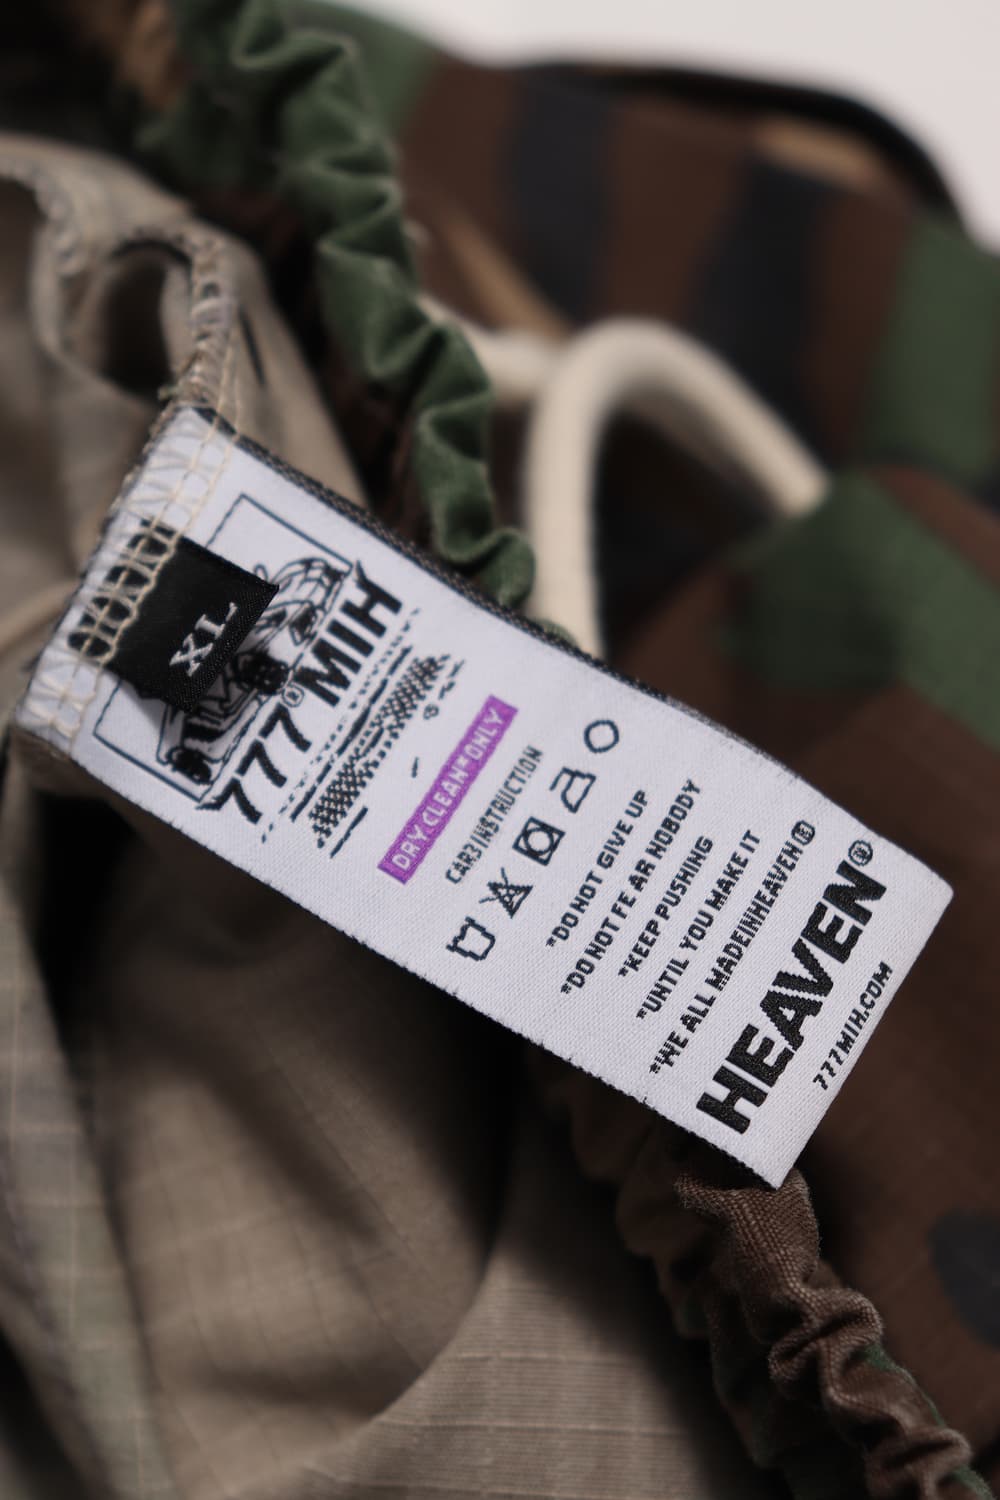 XL
777®MIH
DRY CLEAN ONLY
CAR3 INSTRUCTION
"DO NOT GIVE UP
"DO NOT FE AR NOBODY
"KEEP PUSHING
"UNTIL YOU MAKE IT
"WE ALL MADEINHEAVEN®
HEAVEN®
777MIH.COM